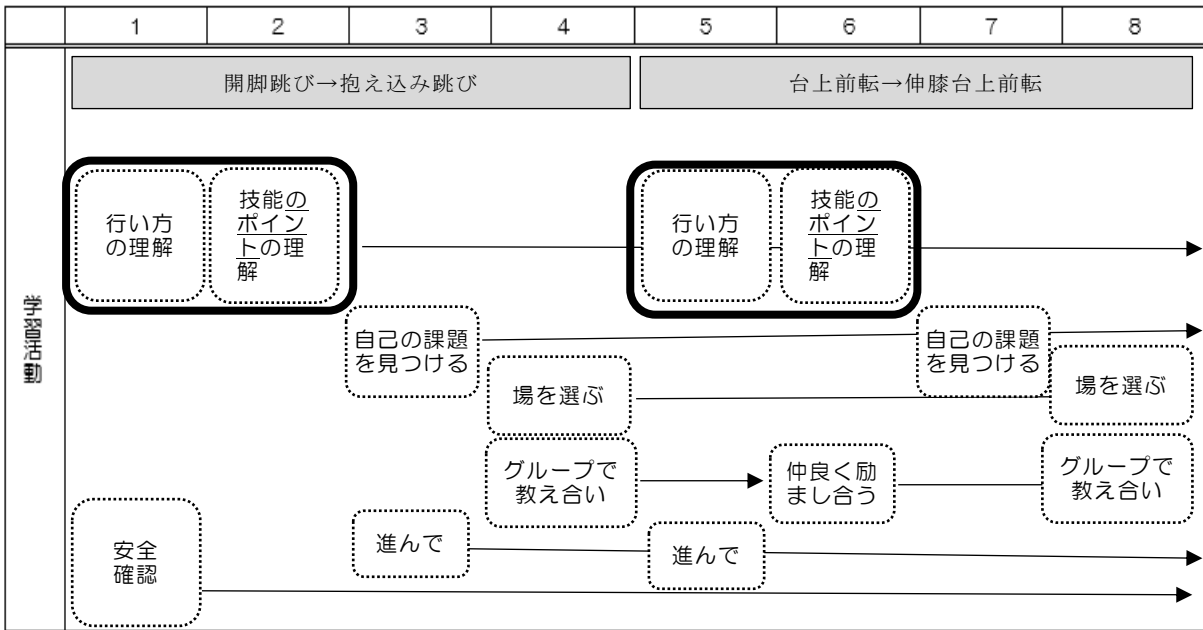 1 2 3 4 5 6 7 8
開脚跳び→抱え込み跳び
台上前転→伸膝台上前転
学習活動
行い方
の理解
技能の
ポイン
トの理
解
行い方
の理解
技能の
ポイン
トの理
解
自己の課題
を見つける
自己の課題
を見つける
場を選ぶ
場を選ぶ
グループで
教え合い
仲良く励
まし合う
グループで
教え合い
進んで
進んで
安全
確認